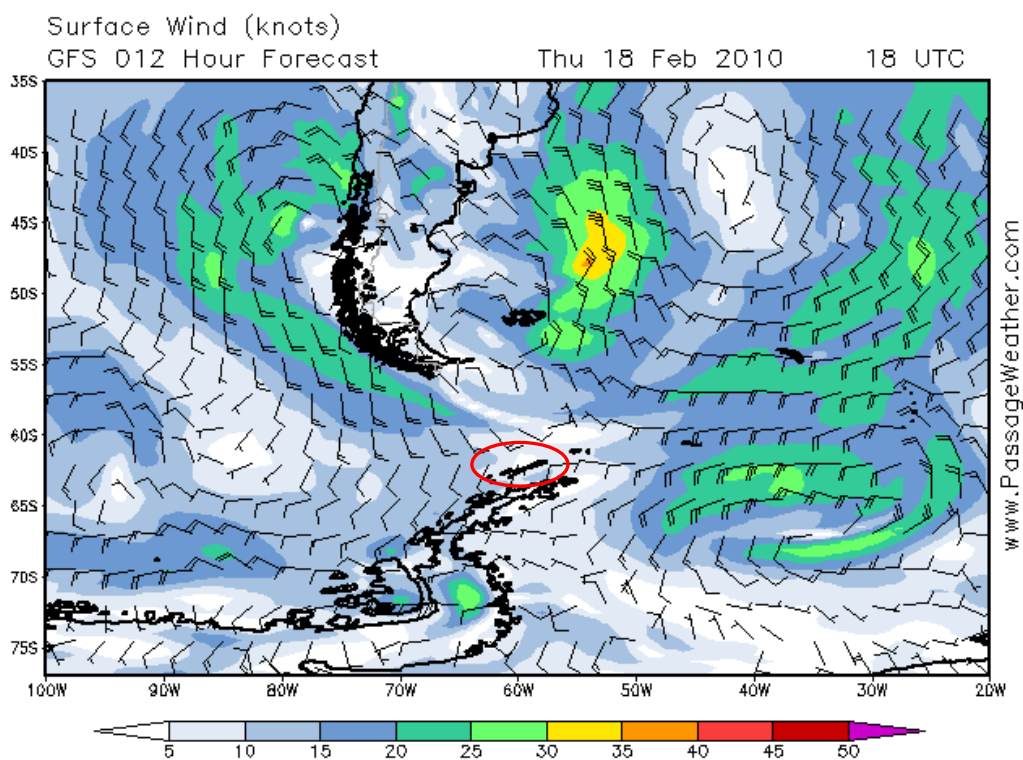 Surface Wind (knots)
GFS 012 Hour Forecast Thu 18 Feb 2010 18 UTC
35S
40S
45S
50S
55S
60S
65S
70S
75S
100W 90W 80W 70W 60W 50W 40W 30W 20W
5 10 15 20 25 30 35 40 45 50
www.PassageWeather.com